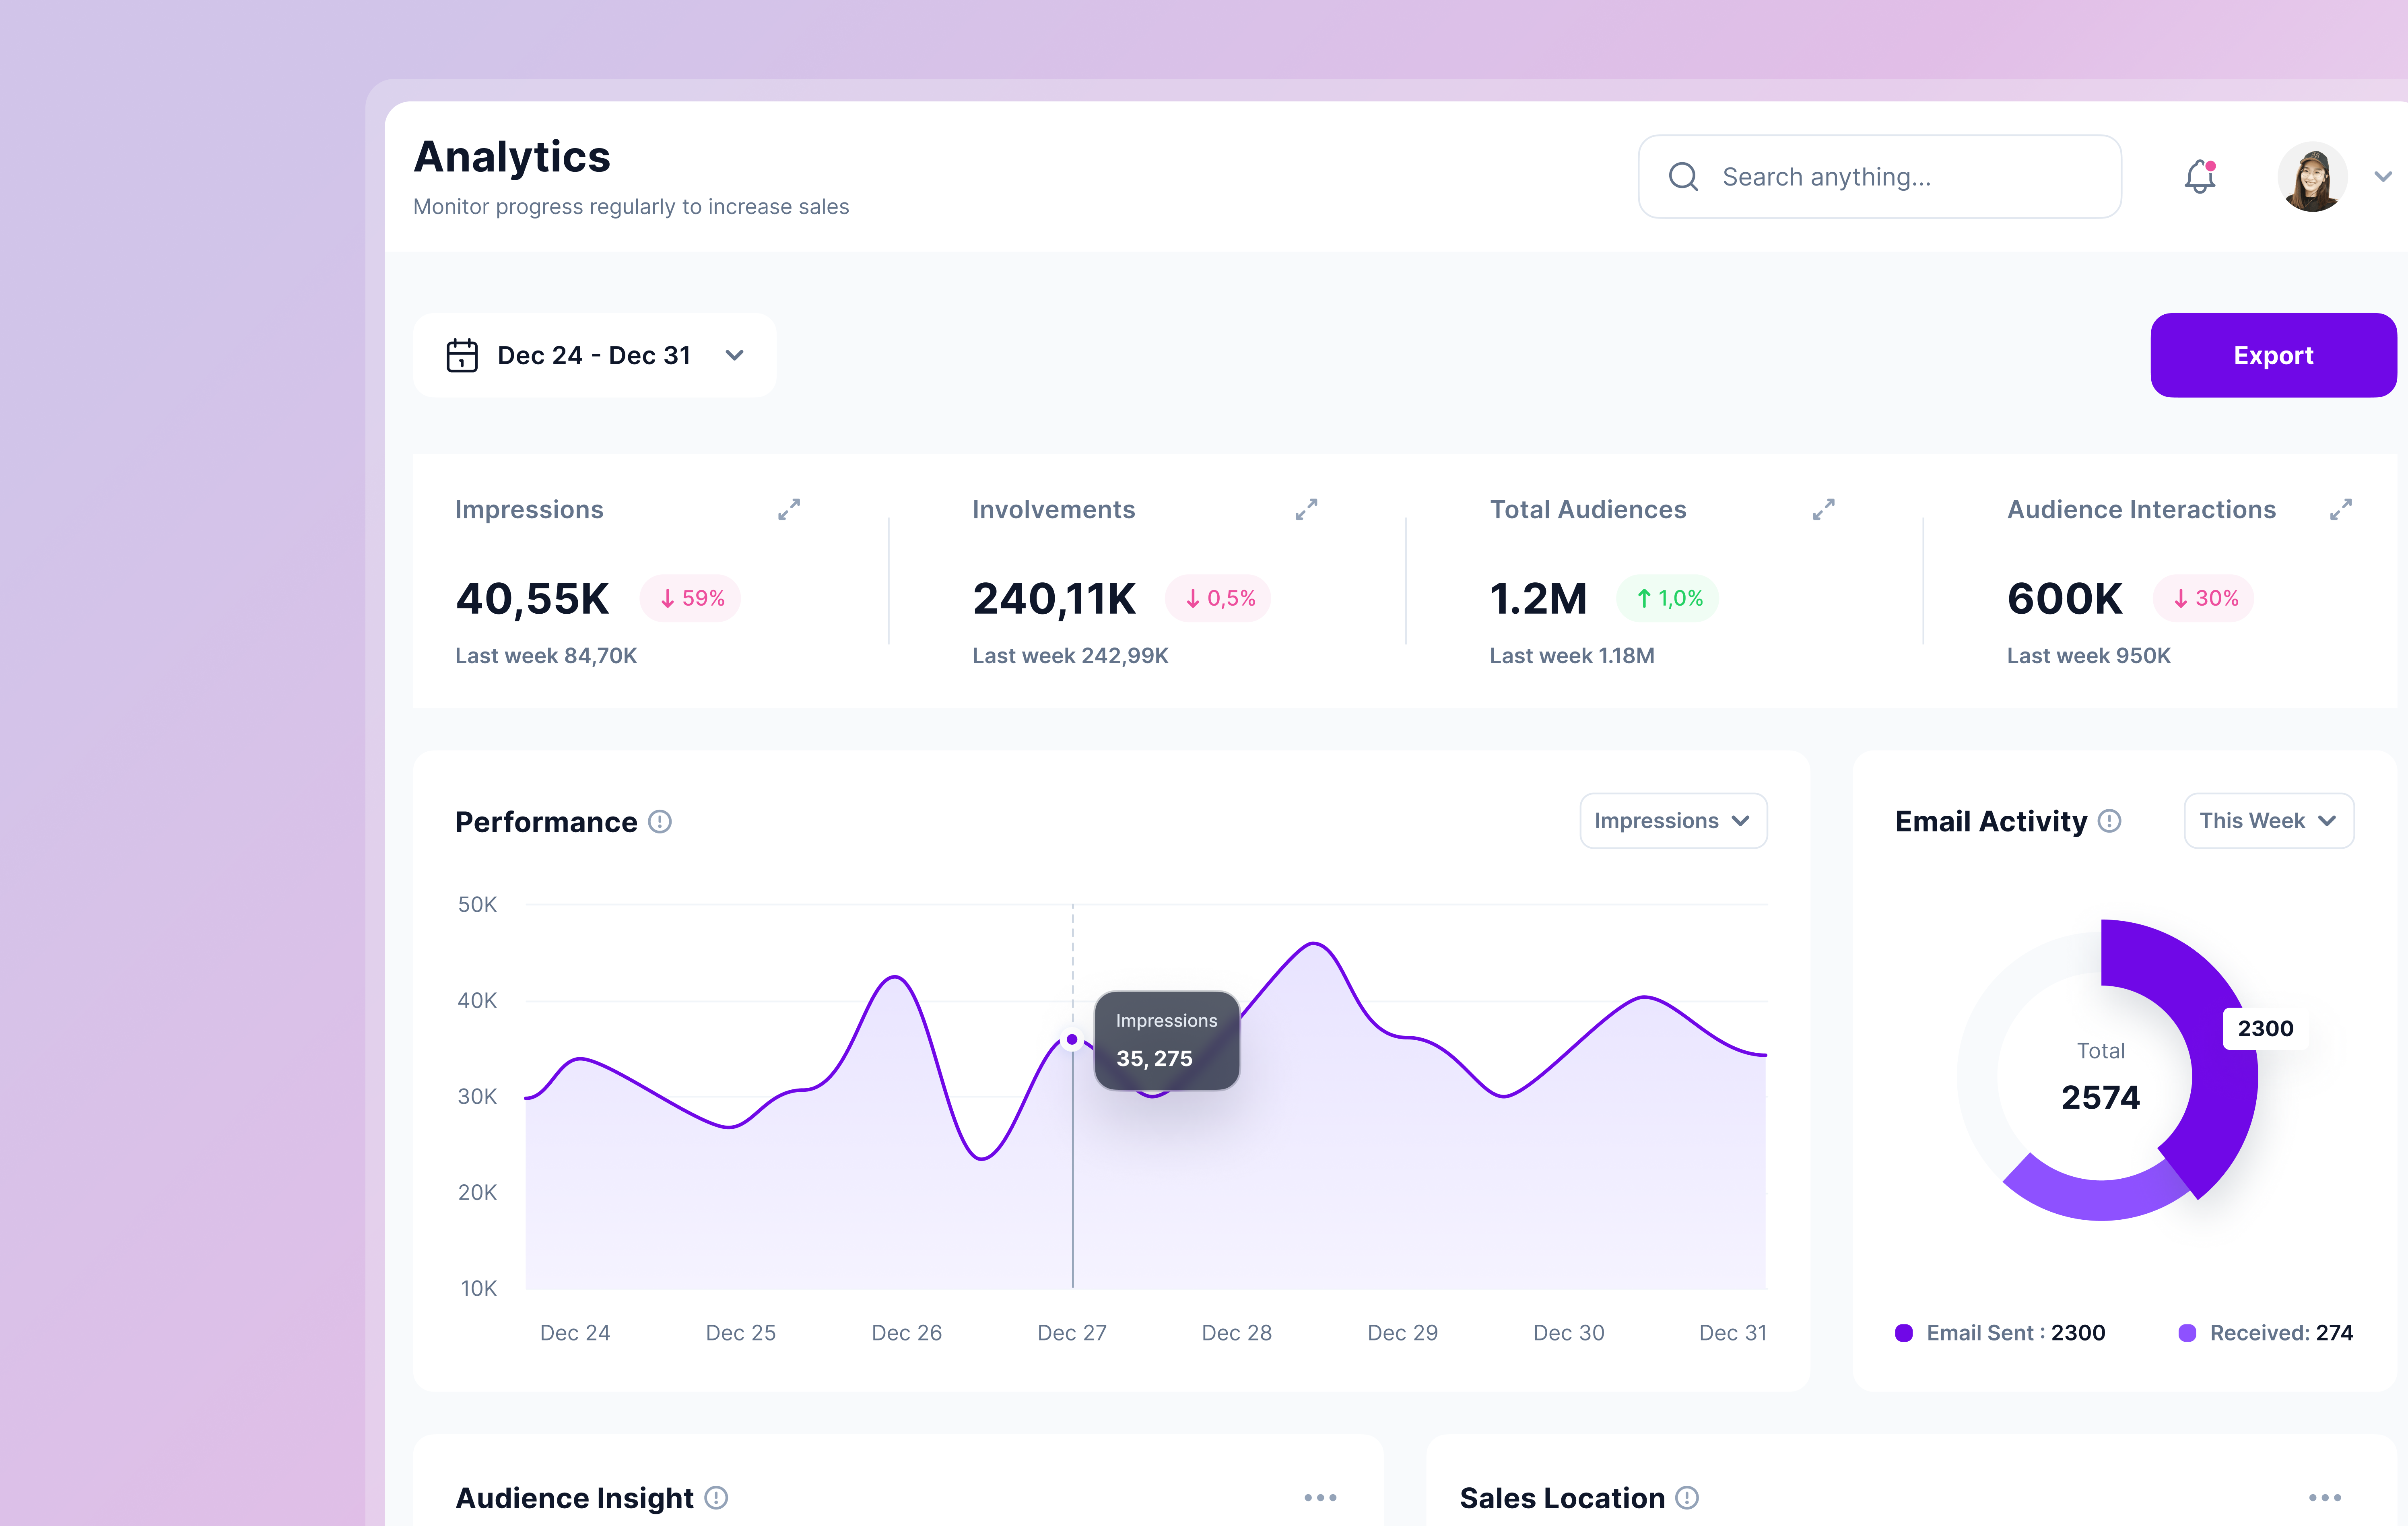 Analytics
Monitor progress regularly to increase sales
Search anything...
1
Dec 24 - Dec 31
Export
Impressions
40,55K
59%
Last week 84,70K
Involvements
240,11K
0,5%
Last week 242,99K
Total Audiences
1.2M
1,0%
Last week 1.18M
Audience Interactions
600K
30%
Last week 950K
Performance
Impressions
50K
40K
30K
20K
10K
Impressions
35, 275
Dec 24
Dec 25
Dec 26
Dec 27
Dec 28
Dec 29
Dec 30
Dec 31
Email Activity
This Week
2300
Total
2574
Email Sent : 2300
Received: 274
Audience Insight
Sales Location